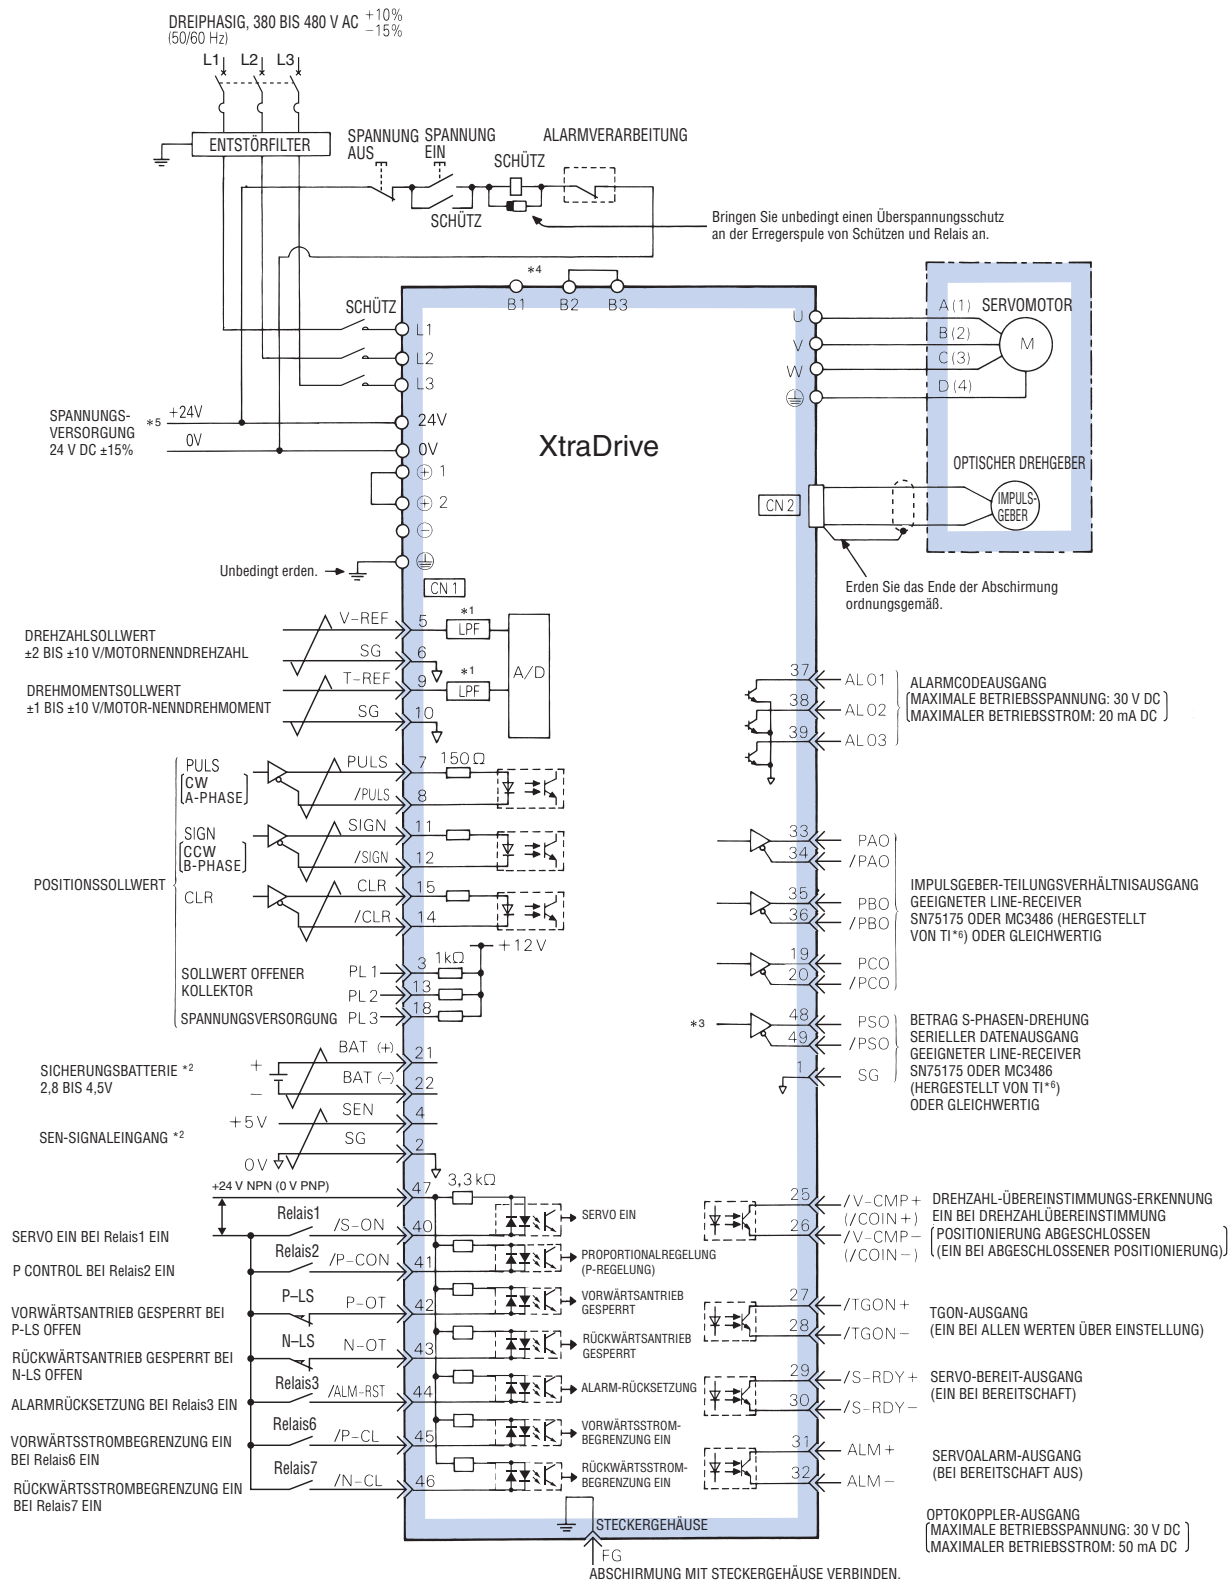 DREIPHASIG, 380 BIS 480 V AC +10% −15%
(50/60 Hz)
L1 L2 L3
ENTSTÖRFILTER
SPANNUNG AUS
SPANNUNG EIN
SCHÜTZ
ALARMVERARBEITUNG
SCHÜTZ
Bringen Sie unbedingt einen Überspannungsschutz
an der Erregerspule von Schützen und Relais an.
*4
B1 B2 B3
SCHÜTZ
L1
L2
L3
SPANNUNGS-
VERSORGUNG
24 V DC ±15%
*5
+24V
0V
24V
0V
⊕ 1
⊕ 2
⊖
Unbedingt erden.
XtraDrive
U
V
W
A (1)
B (2)
C (3)
D (4)
SERVOMOTOR
M
OPTISCHER DREHGEBER
IMPULS-
GEBER
CN 2
Erden Sie das Ende der Abschirmung
ordnungsgemäß.
CN 1
DREHZAHLSOLLWERT
±2 BIS ±10 V/MOTORNENNDREHZAHL
V–REF 5 *1 LPF
SG 6
DREHMOMENTSOLLWERT
±1 BIS ±10 V/MOTOR-NENNDREHMOMENT
T–REF 9 *1 LPF
SG 10
A/D
POSITIONSSOLLWERT
PULS
CW
A-PHASE
PULS 7 150Ω
/PULS 8
SIGN
CCW
B-PHASE
SIGN 11
/SIGN 12
CLR
CLR 15
/CLR 14
+12V
SOLLWERT OFFENER
KOLLEKTOR
SPANNUNGSVERSORGUNG
PL 1 3 1kΩ
PL 2 13
PL 3 18
SICHERUNGSBATTERIE *2
2,8 BIS 4,5V
+
−
BAT (+) 21
BAT (−) 22
SEN-SIGNALEINGANG *2
+5V
0V
SEN 4
SG 2
+24 V NPN (0 V PNP)
47 3,3kΩ
SERVO EIN BEI Relais1 EIN
Relais1 /S–ON 40
SERVO EIN
P CONTROL BEI Relais2 EIN
Relais2 /P–CON 41
PROPORTIONALREGELUNG
(P-REGELUNG)
VORWÄRTSANTRIEB GESPERRT BEI
P-LS OFFEN
P–LS P–OT 42
VORWÄRTSANTRIEB
GESPERRT
RÜCKWÄRTSANTRIEB GESPERRT BEI
N-LS OFFEN
N–LS N–OT 43
RÜCKWÄRTSANTRIEB
GESPERRT
ALARMRÜCKSETZUNG BEI Relais3 EIN
Relais3 /ALM–RST 44
ALARM-RÜCKSETZUNG
VORWÄRTSSTROMBEGRENZUNG EIN
BEI Relais6 EIN
Relais6 /P–CL 45
VORWÄRTSSTROM-
BEGRENZUNG EIN
RÜCKWÄRTSSTROMBEGRENZUNG EIN
BEI Relais7 EIN
Relais7 /N–CL 46
RÜCKWÄRTSSTROM-
BEGRENZUNG EIN
37 ALO1
38 ALO2
39 ALO3
ALARMCODEAUSGANG
MAXIMALE BETRIEBSSPANNUNG: 30 V DC
MAXIMALER BETRIEBSSTROM: 20 mA DC
33 PAO
34 /PAO
35 PBO
36 /PBO
19 PCO
20 /PCO
IMPULSGEBER-TEILUNGSVERHÄLTNISAUSGANG
GEEIGNETER LINE-RECEIVER
SN75175 ODER MC3486 (HERGESTELLT
VON TI*6) ODER GLEICHWERTIG
*3
48 PSO
49 /PSO
1 SG
BETRAG S-PHASEN-DREHUNG
SERIELLER DATENAUSGANG
GEEIGNETER LINE-RECEIVER
SN75175 ODER MC3486
(HERGESTELLT VON TI*6)
ODER GLEICHWERTIG
25 /V–CMP+
(/COIN+)
26 /V–CMP−
(/COIN−)
DREHZAHL-ÜBEREINSTIMMUNGS-ERKENNUNG
EIN BEI DREHZAHLÜBEREINSTIMMUNG
POSITIONIERUNG ABGESCHLOSSEN
(EIN BEI ABGESCHLOSSENER POSITIONIERUNG)
27 /TGON+
28 /TGON−
TGON-AUSGANG
(EIN BEI ALLEN WERTEN ÜBER EINSTELLUNG)
29 /S–RDY+
30 /S–RDY−
SERVO-BEREIT-AUSGANG
(EIN BEI BEREITSCHAFT)
31 ALM+
32 ALM−
SERVOALARM-AUSGANG
(BEI BEREITSCHAFT AUS)
OPTOKOPPLER-AUSGANG
MAXIMALE BETRIEBSSPANNUNG: 30 V DC
MAXIMALER BETRIEBSSTROM: 50 mA DC
STECKERGEHÄUSE
FG
ABSCHIRMUNG MIT STECKERGEHÄUSE VERBINDEN.